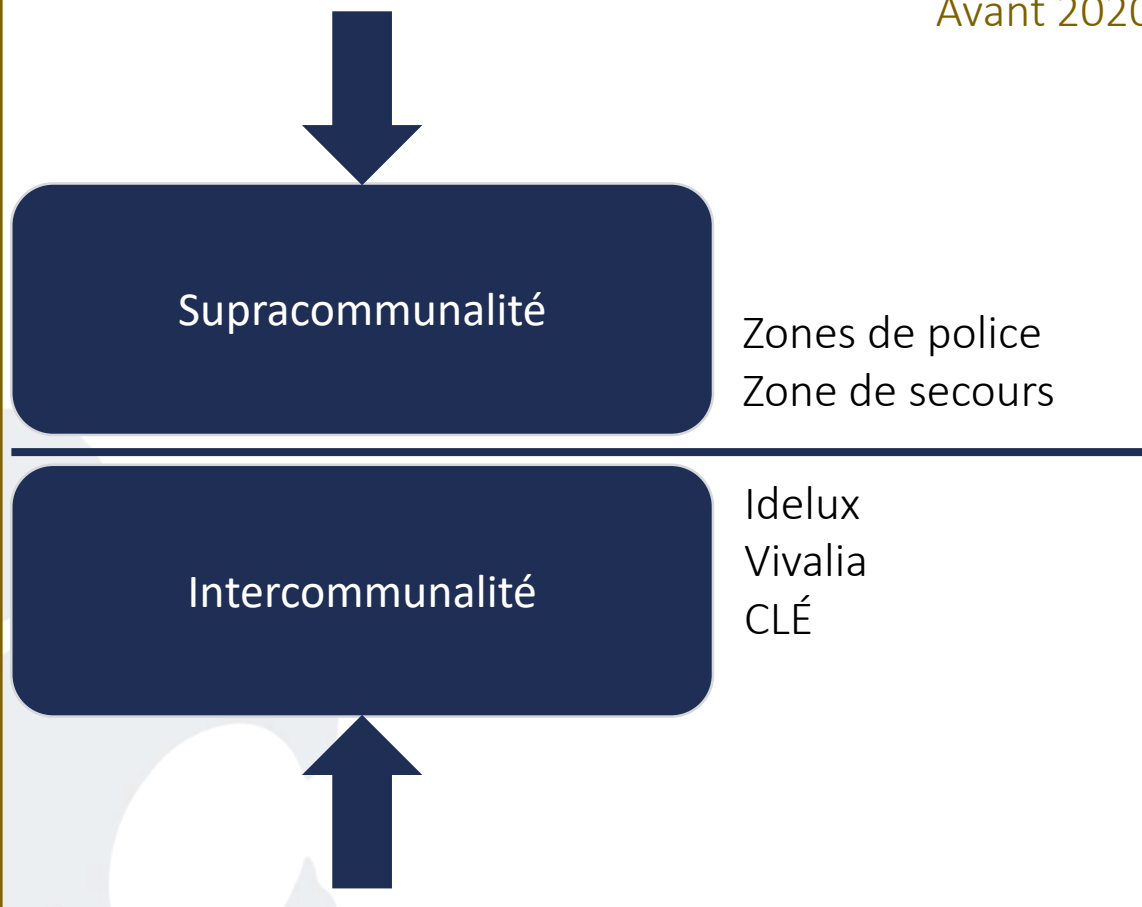 Avant 2020
Supracommunalité
Zones de police
Zone de secours
Idelux
Vivalia
CLÉ
Intercommunalité